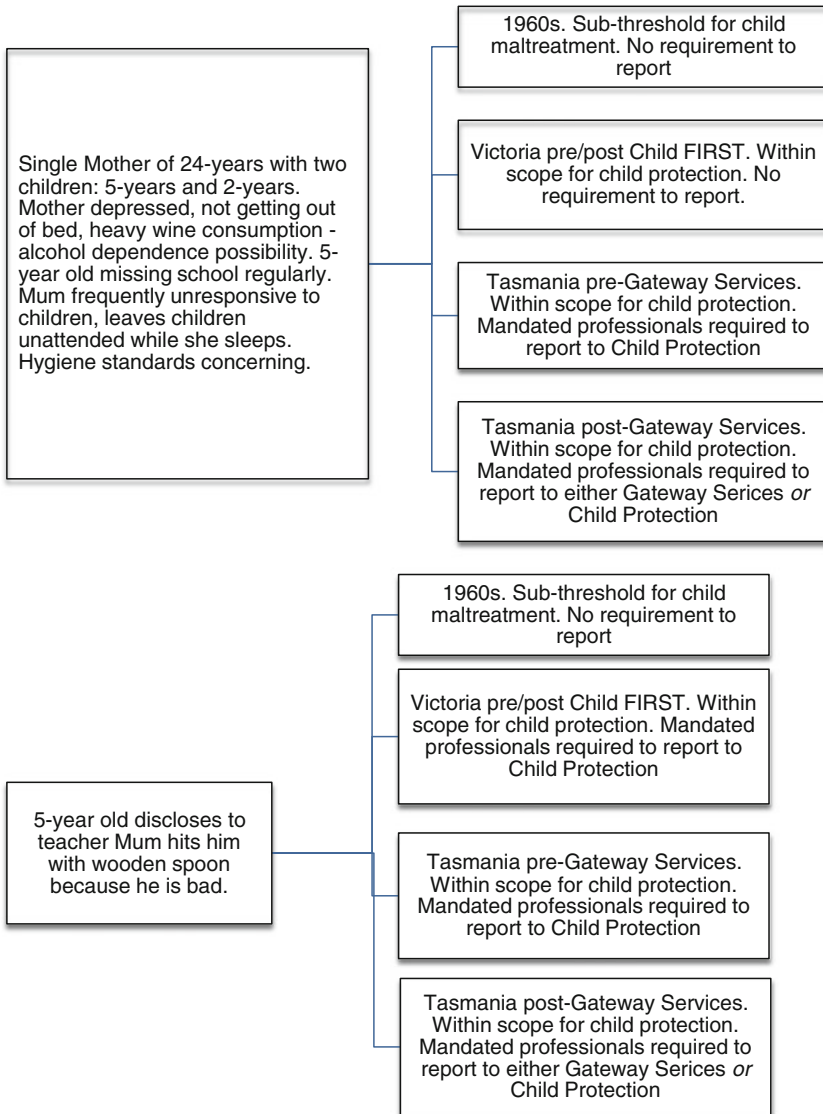 Single Mother of 24-years with two
children: 5-years and 2-years.
Mother depressed, not getting out
of bed, heavy wine consumption -
alcohol dependence possibility. 5-
year old missing school regularly.
Mum frequently unresponsive to
children, leaves children
unattended while she sleeps.
Hygiene standards concerning.
1960s. Sub-threshold for child
maltreatment. No requirement to
report
Victoria pre/post Child FIRST. Within
scope for child protection. No
requirement to report.
Tasmania pre-Gateway Services.
Within scope for child protection.
Mandated professionals required to
report to Child Protection
Tasmania post-Gateway Services.
Within scope for child protection.
Mandated professionals required to
report to either Gateway Serices or
Child Protection
5-year old discloses to
teacher Mum hits him
with wooden spoon
because he is bad.
1960s. Sub-threshold for child
maltreatment. No requirement to
report
Victoria pre/post Child FIRST. Within
scope for child protection. Mandated
professionals required to report to
Child Protection
Tasmania pre-Gateway Services.
Within scope for child protection.
Mandated professionals required to
report to Child Protection
Tasmania post-Gateway Services.
Within scope for child protection.
Mandated professionals required to
report to either Gateway Serices or
Child Protection